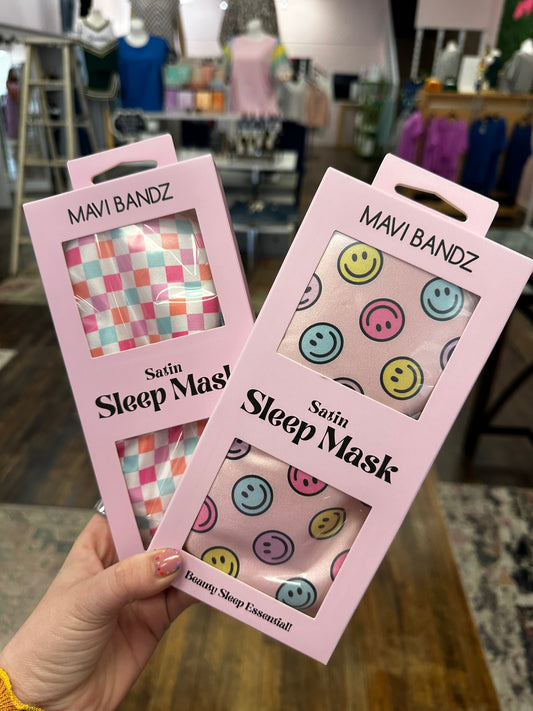 MAVI BANDZ
Satin
Sleep Mask
MAVI BANDZ
Satin
Sleep Mask
Beauty Sleep Essential!